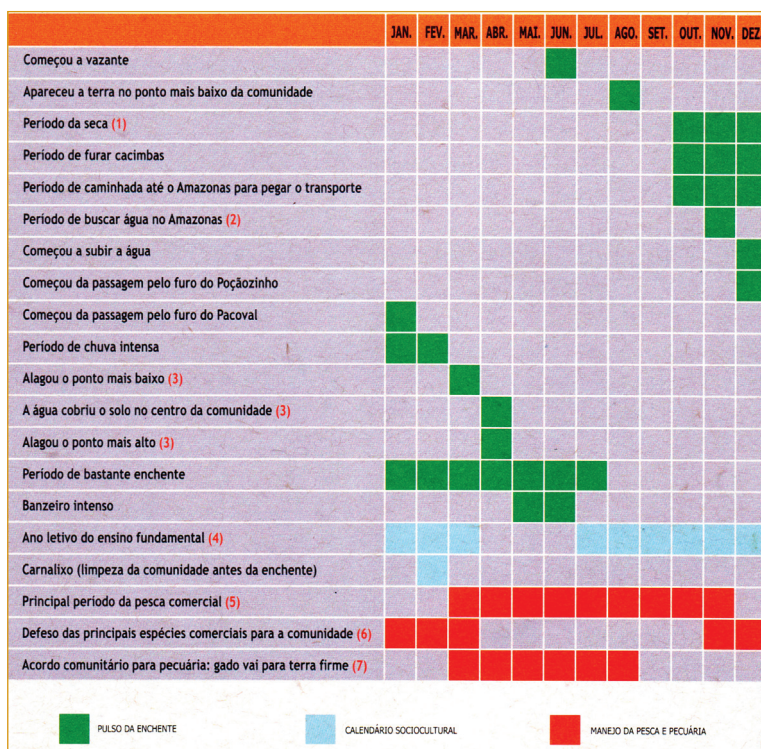 JAN. FEV. MAR. ABR. MAI. JUN. JUL. AGO. SET. OUT. NOV. DEZ.
Começou a vazante
Apareceu a terra no ponto mais baixo da comunidade
Período da seca (1)
Período de furar cacimbas
Período de caminhada até o Amazonas para pegar o transporte
Período de buscar água no Amazonas (2)
Começou a subir a água
Começou da passagem pelo furo do Poçãozinho
Começou da passagem pelo furo do Pacoval
Período de chuva intensa
Alagou o ponto mais baixo (3)
A água cobriu o solo no centro da comunidade (3)
Alagou o ponto mais alto (3)
Período de bastante enchente
Banzeiro intenso
Ano letivo do ensino fundamental (4)
Carnalixo (limpeza da comunidade antes da enchente)
Principal período da pesca comercial (5)
Defeso das principais espécies comerciais para a comunidade (6)
Acordo comunitário para pecuária: gado vai para terra firme (7)
PULSO DA ENCHENTE CALENDÁRIO SOCIOCULTURAL MANEJO DA PESCA E PECUÁRIA